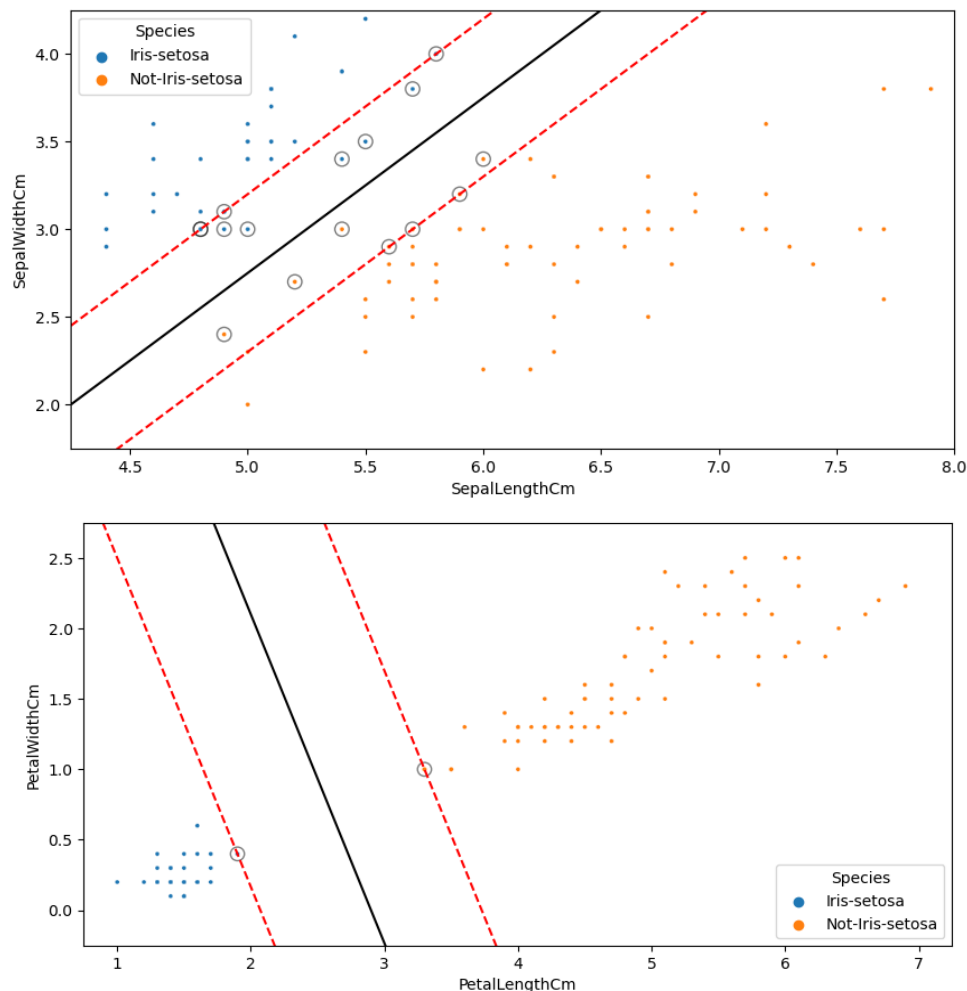 Species
Iris-setosa
Not-Iris-setosa
SepalWidthCm
4.0
3.5
3.0
2.5
2.0
4.5 5.0 5.5 6.0 6.5 7.0 7.5 8.0
SepalLengthCm
PetalWidthCm
2.5
2.0
1.5
1.0
0.5
0.0
Species
Iris-setosa
Not-Iris-setosa
1 2 3 4 5 6 7
PetalLengthCm